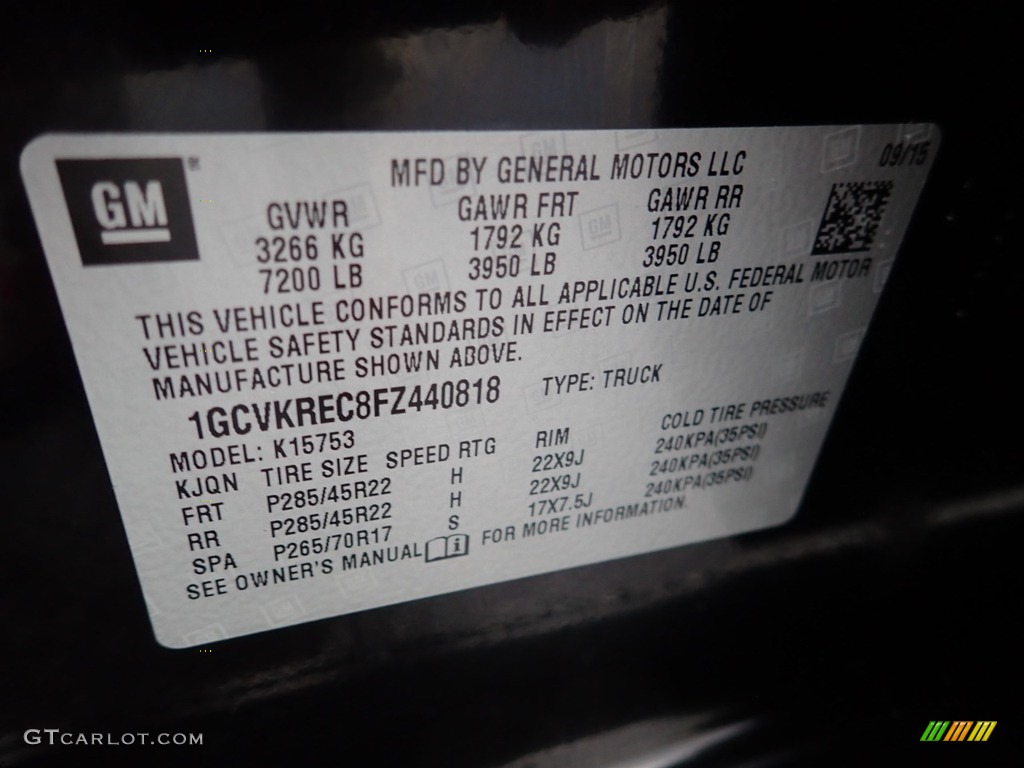 GM
MFD BY GENERAL MOTORS LLC 09/15
GVWR GAWR FRT GAWR RR
3266 KG 1792 KG 1792 KG
7200 LB 3950 LB 3950 LB
THIS VEHICLE CONFORMS TO ALL APPLICABLE U.S. FEDERAL MOTOR
VEHICLE SAFETY STANDARDS IN EFFECT ON THE DATE OF
MANUFACTURE SHOWN ABOVE.
1GCVKREC8FZ440818 TYPE: TRUCK
MODEL: K15753
KJQN TIRE SIZE SPEED RTG RIM COLD TIRE PRESSURE
FRT P285/45R22 H 22X9J 240KPA(35PSI)
RR P285/45R22 H 22X9J 240KPA(35PSI)
SPA P265/70R17 S 17X7.5J 240KPA(35PSI)
SEE OWNER'S MANUAL FOR MORE INFORMATION.
GTCARLOT.COM